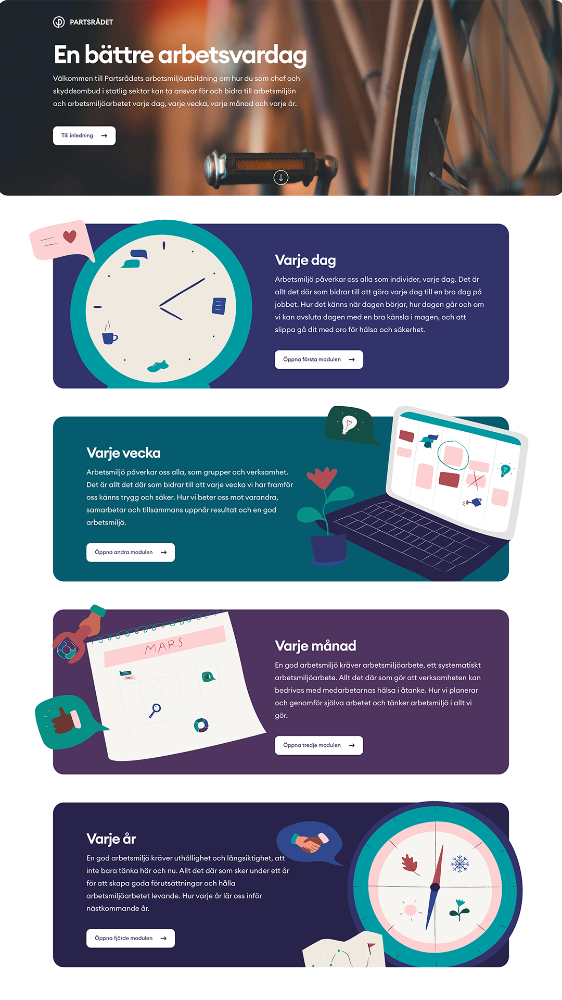 PARTSRÅDET
En bättre arbetsvardag
Välkommen till Partsrådets arbetsmiljöutbildning om hur du som chef och
skyddsombud i statlig sektor kan ta ansvar för och bidra till arbetsmiljön
och arbetsmiljöarbetet varje dag, varje vecka, varje månad och varje år.
Till inledning
Varje dag
Arbetsmiljö påverkar oss alla som individer, varje dag. Det är
allt det där som bidrar till att göra varje dag till en bra dag på
jobbet. Hur det känns när dagen börjar, hur dagen går och om
vi kan avsluta dagen med en bra känsla i magen, och att
slippa gå dit med oro för hälsa och säkerhet.
Öppna första modulen
Varje vecka
Arbetsmiljö påverkar oss alla, som grupper och verksamhet.
Det är allt det där som bidrar till att varje vecka vi har framför
oss känns trygg och säker. Hur vi beter oss mot varandra,
samarbetar och tillsammans uppnår resultat och en god
arbetsmiljö.
Öppna andra modulen
MARS
Varje månad
En god arbetsmiljö kräver arbetsmiljöarbete, ett systematiskt
arbetsmiljöarbete. Allt det där som gör att verksamheten kan
bedrivas med medarbetarnas hälsa i åtanke. Hur vi planerar
och genomför själva arbetet och tänker arbetsmiljö i allt vi
gör.
Öppna tredje modulen
Varje år
En god arbetsmiljö kräver uthållighet och långsiktighet, att
inte bara tänka här och nu. Allt det där som sker under ett år
för att skapa goda förutsättningar och hålla
arbetsmiljöarbetet levande. Hur varje år lär oss inför
nästkommande år.
Öppna fjärde modulen